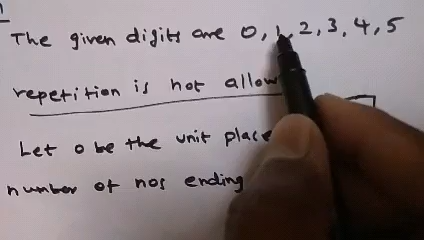 The given digits are 0, 1, 2, 3, 4, 5
repetition is not allow
Let 0 be the unit place
number of nos ending